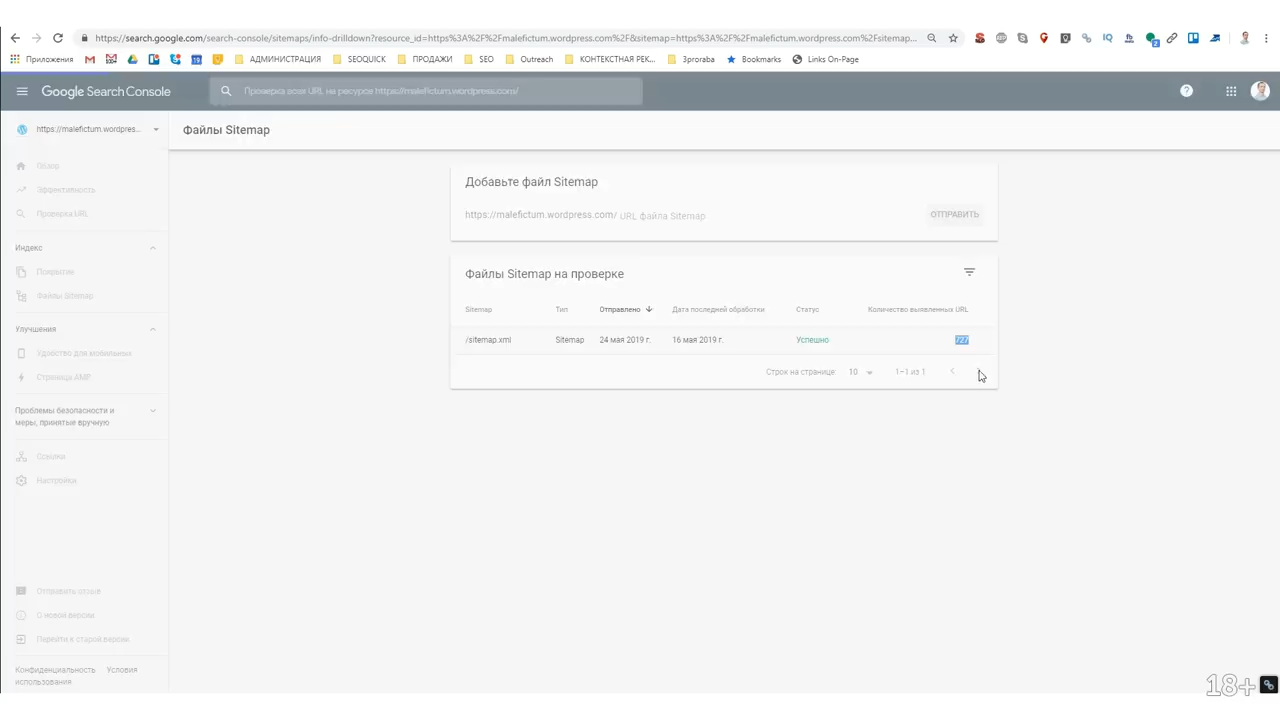 https://search.google.com/search-console/sitemaps/info-drilldown?resource_id=https%3A%2F%2Fmalefictum.wordpress.com%2F&sitemap=https%3A%2F%2Fmalefictum.wordpress.com%2Fsitemap...
Приложения АДМИНИСТРАЦИЯ SEOQUICK ПРОДАЖИ SEO Outreach КОНТЕКСТНАЯ РЕК... 3proraba Bookmarks Links On-Page
Google Search Console Проверка всех URL на ресурсе https://malefictum.wordpress.com/
https://malefictum.wordpres... Файлы Sitemap
Обзор
Эффективность
Проверка URL
Индекс
Покрытие
Файлы Sitemap
Улучшения
Удобство для мобильных
Страница AMP
Проблемы безопасности и
меры, принятые вручную
Ссылки
Настройки
Отправить отзыв
О новой версии
Перейти к старой версии
Конфиденциальность Условия
использования
Добавьте файл Sitemap
https://malefictum.wordpress.com/ URL файла Sitemap ОТПРАВИТЬ
Файлы Sitemap на проверке
Sitemap Тип Отправлено Дата последней обработки Статус Количество выявленных URL
/sitemap.xml Sitemap 24 мая 2019 г. 16 мая 2019 г. Успешно 727
Строк на странице: 10 1–1 из 1
18+